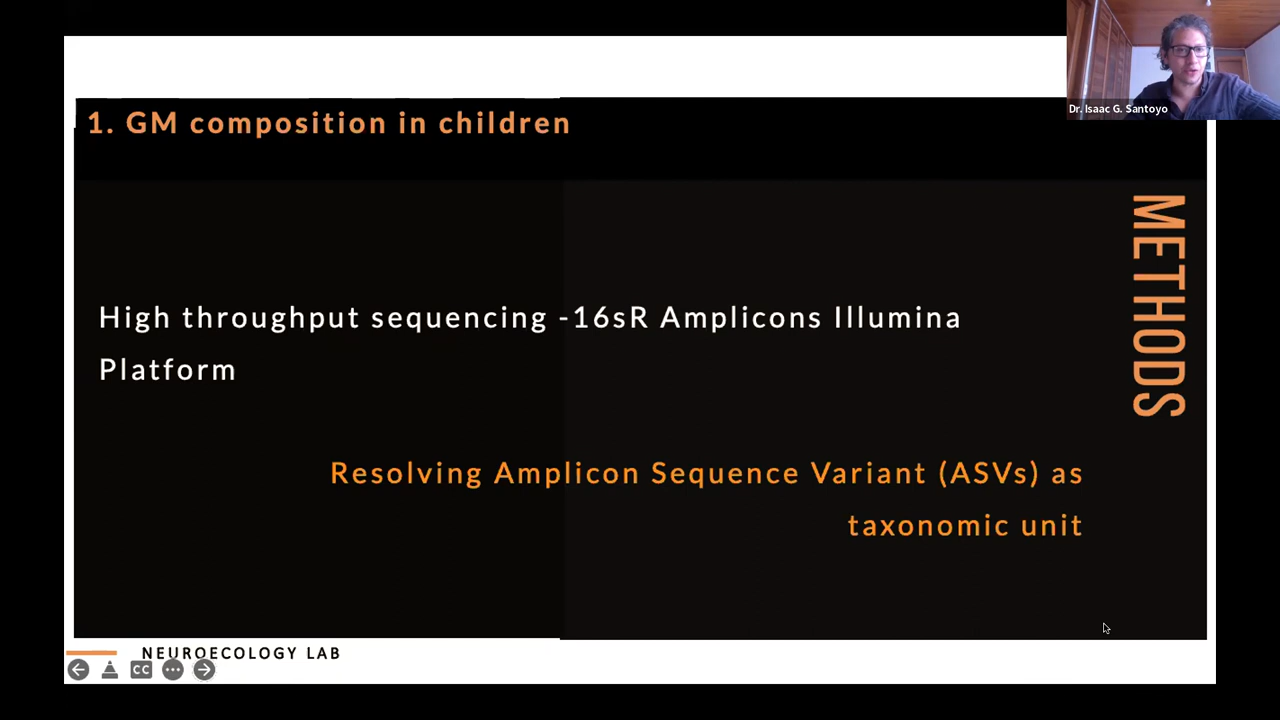 Dr. Isaac G. Santoyo
1. GM composition in children
METHODS
High throughput sequencing -16sR Amplicons Illumina
Platform
Resolving Amplicon Sequence Variant (ASVs) as
taxonomic unit
NEUROECOLOGY LAB
CC